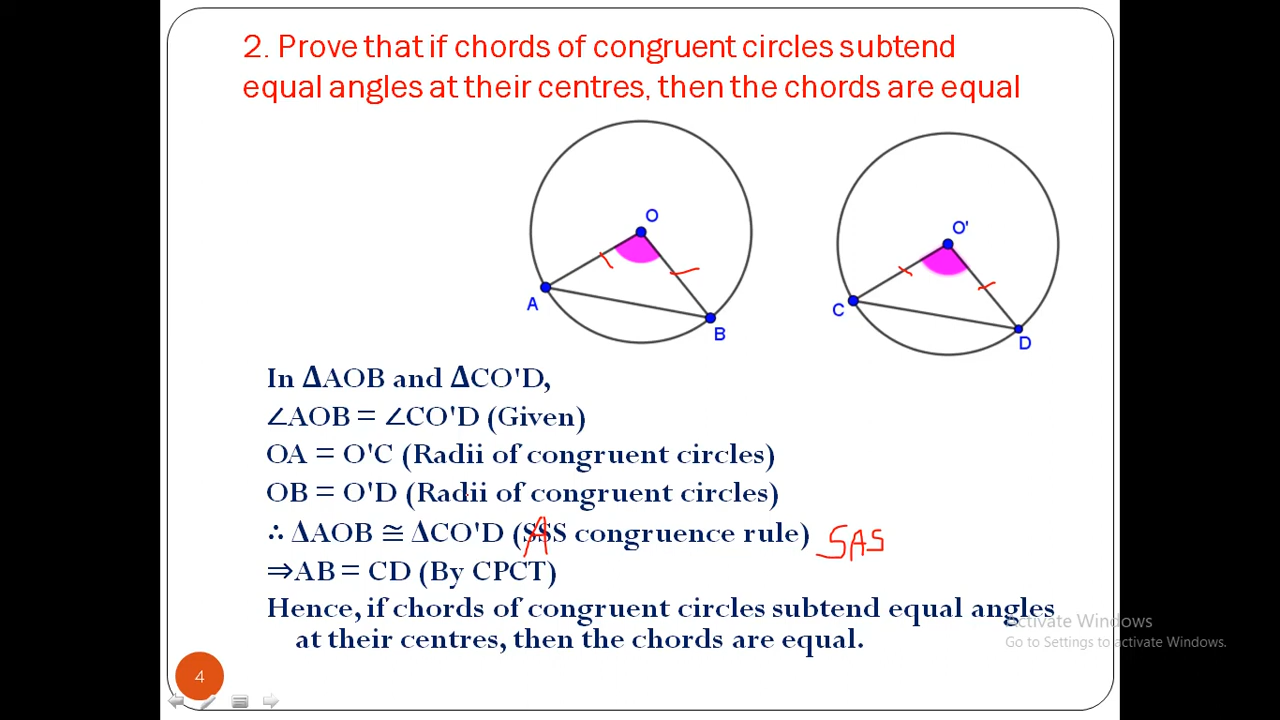 2. Prove that if chords of congruent circles subtend
equal angles at their centres, then the chords are equal
O
A
B
O'
C
D
In ΔAOB and ΔCO'D,
∠AOB = ∠CO'D (Given)
OA = O'C (Radii of congruent circles)
OB = O'D (Radii of congruent circles)
∴ ΔAOB ≅ ΔCO'D (SSS congruence rule) SAS
A
⇒AB = CD (By CPCT)
Hence, if chords of congruent circles subtend equal angles
at their centres, then the chords are equal.
Activate Windows
Go to Settings to activate Windows.
4